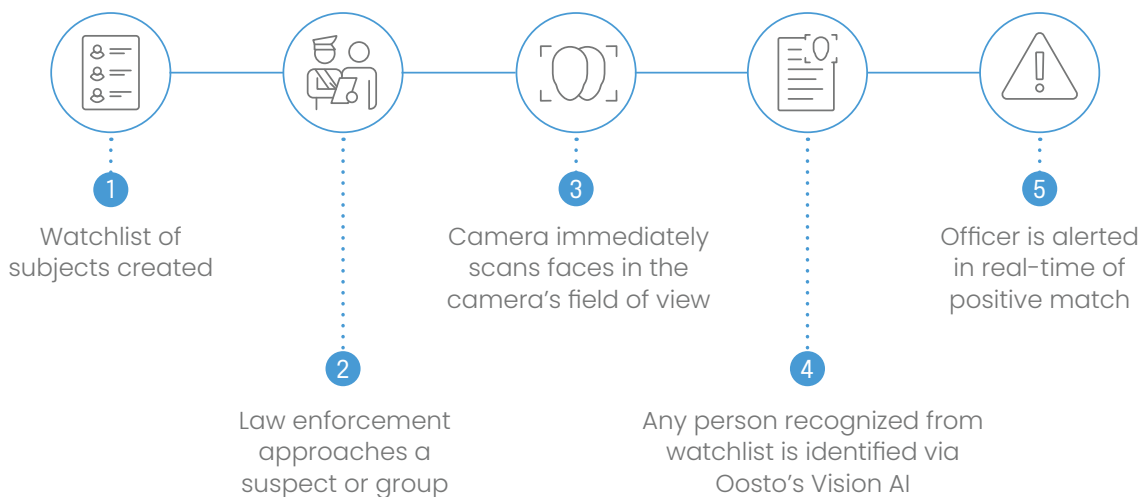 1
Watchlist of
subjects created
2
Law enforcement
approaches a
suspect or group
3
Camera immediately
scans faces in the
camera’s field of view
4
Any person recognized from
watchlist is identified via
Oosto’s Vision AI
5
Officer is alerted
in real-time of
positive match